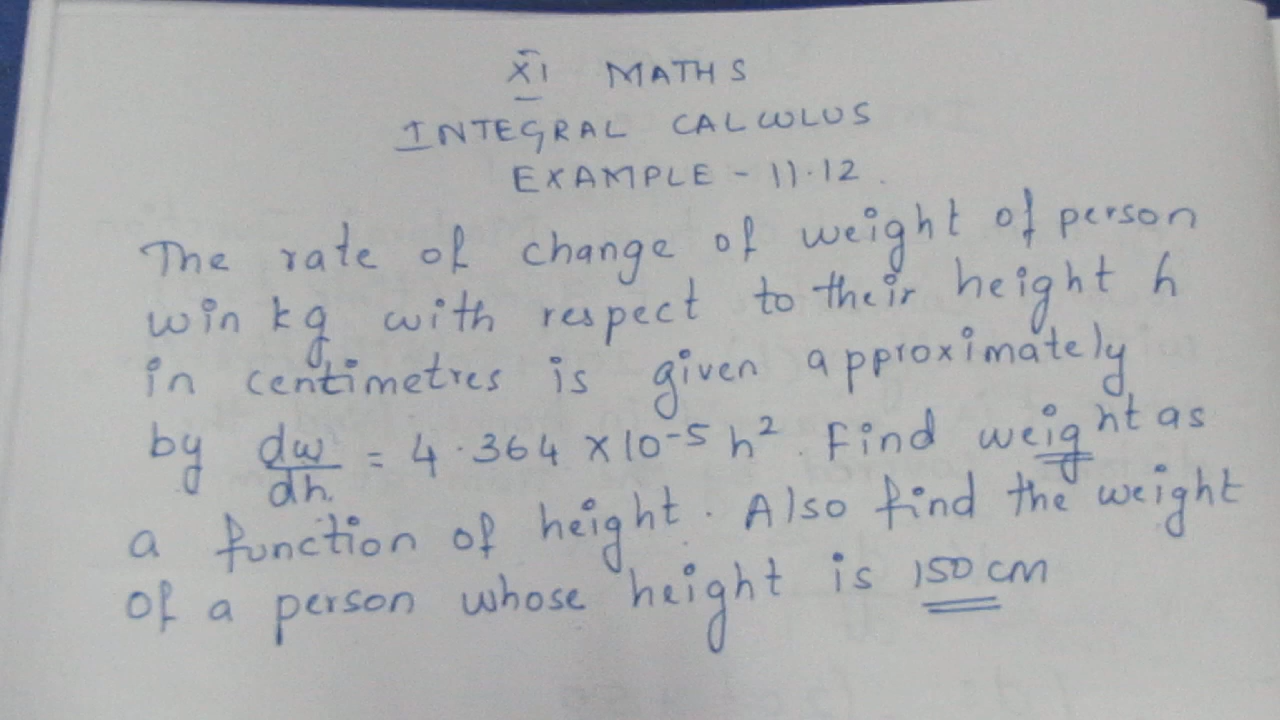 XI MATHS
INTEGRAL CALCULUS
EXAMPLE - 11.12.
The rate of change of weight of person
w in kg with respect to their height h
in centimetres is given approximately
by dw/dh = 4.364 × 10⁻⁵ h². Find weight as
a function of height. Also find the weight
of a person whose height is 150 cm